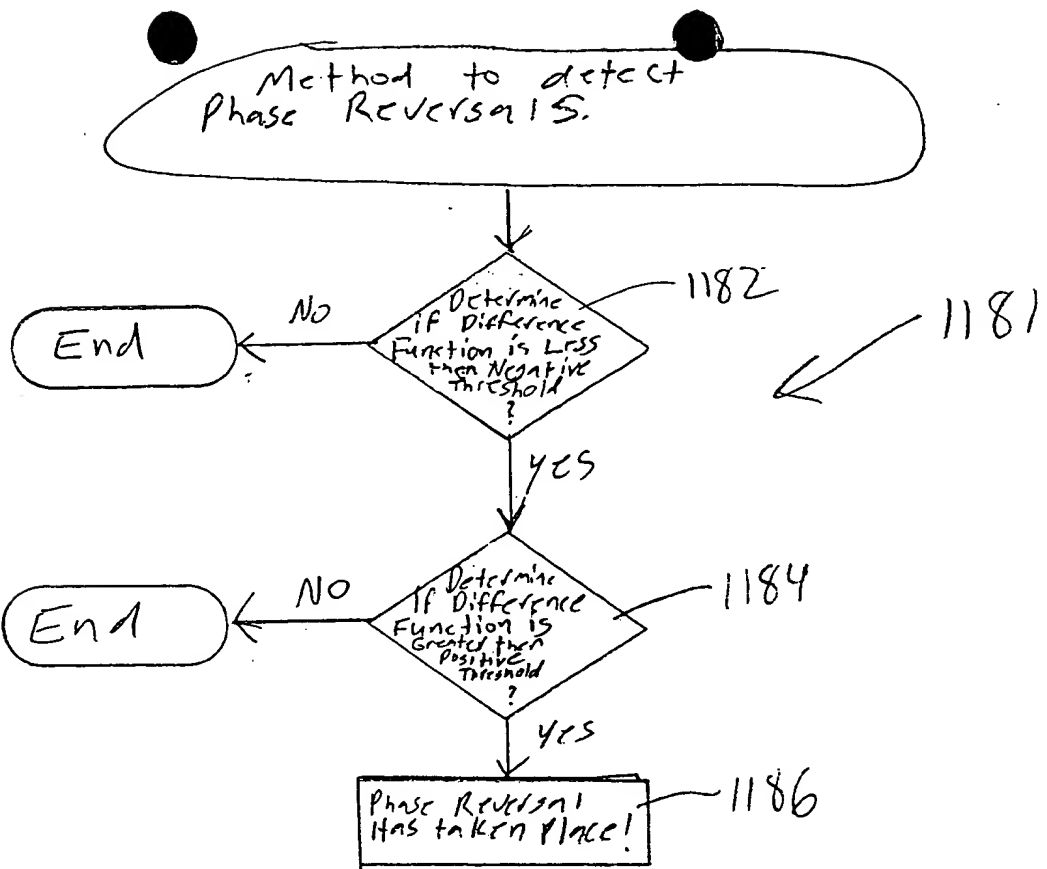 Method to detect
Phase Reversals.
Determine
if Difference
Function is Less
then Negative
Threshold
?
1182
1181
No
End
yes
Determine
If Difference
Function is
Greater then
Positive
Threshold
?
1184
NO
End
yes
Phase Reversal
Has taken Place!
1186